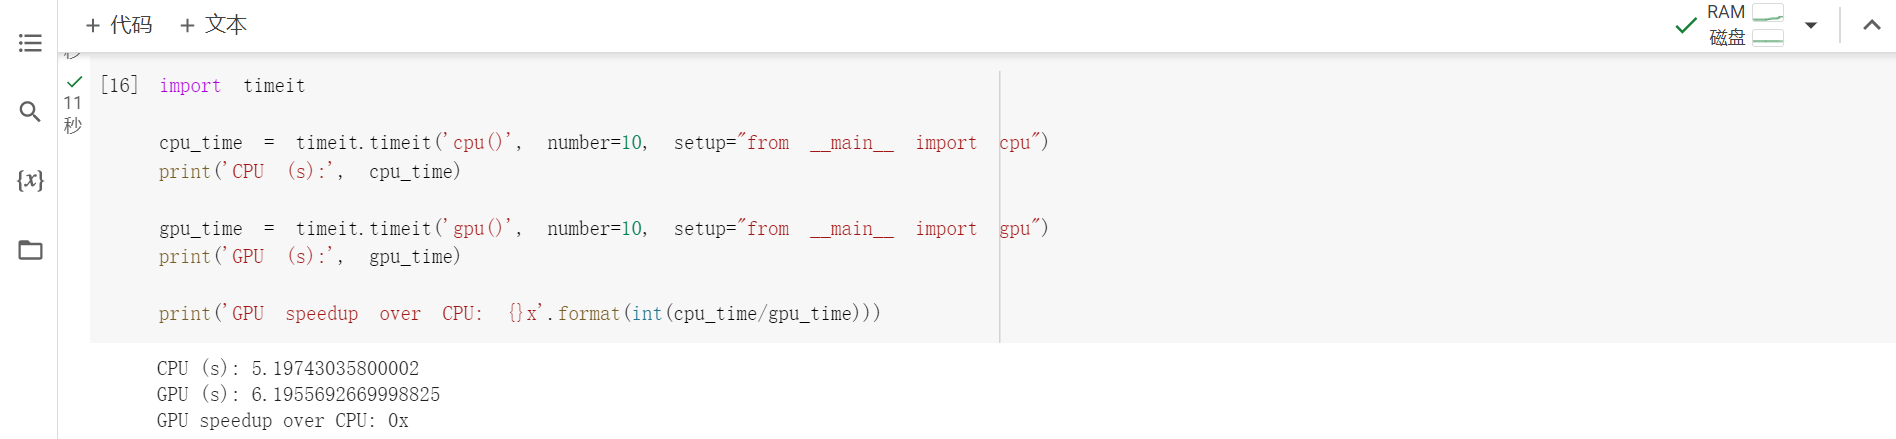 + 代码 + 文本
RAM
磁盘
{x}
11
秒
[16] import timeit
cpu_time = timeit.timeit('cpu()', number=10, setup="from __main__ import cpu")
print('CPU (s):', cpu_time)
gpu_time = timeit.timeit('gpu()', number=10, setup="from __main__ import gpu")
print('GPU (s):', gpu_time)
print('GPU speedup over CPU: {}x'.format(int(cpu_time/gpu_time)))
CPU (s): 5.19743035800002
GPU (s): 6.1955692669998825
GPU speedup over CPU: 0x